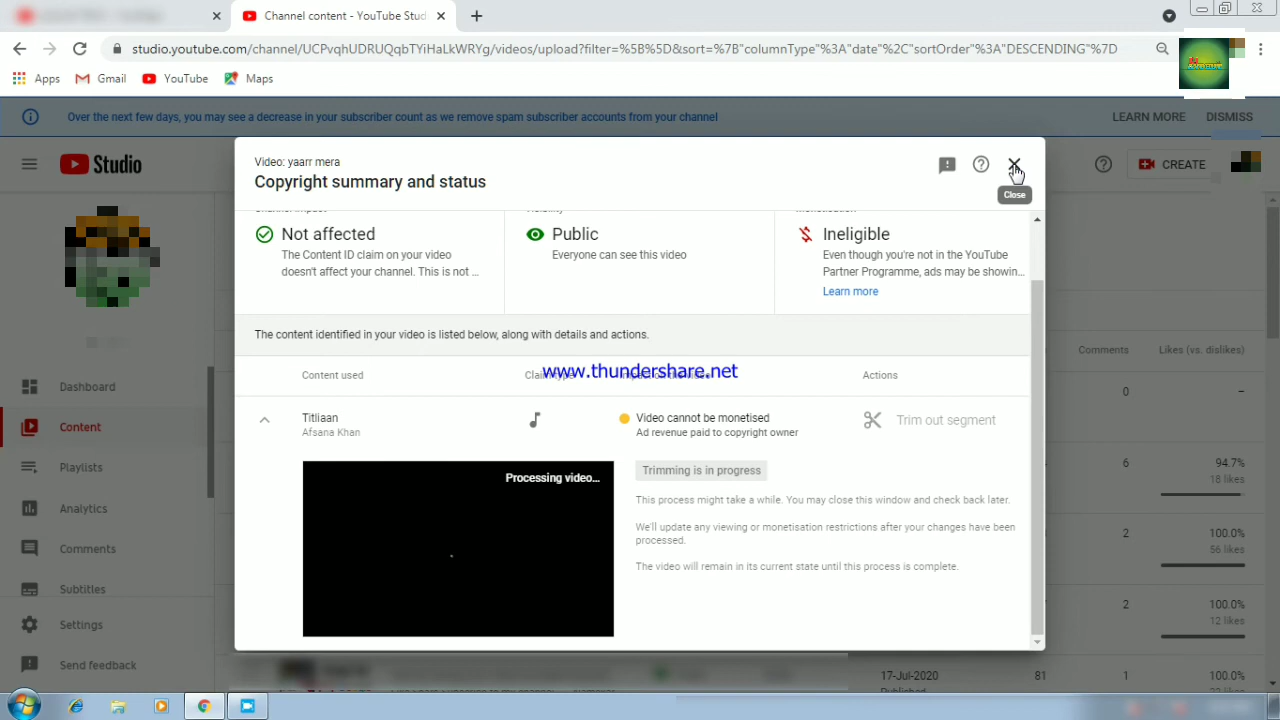 Channel content - YouTube Studi
studio.youtube.com/channel/UCPvqhUDRUQqbTYiHaLkWRYg/videos/upload?filter=%5B%5D&sort=%7B"columnType"%3A"date"%2C"sortOrder"%3A"DESCENDING"%7D
Apps Gmail YouTube Maps
Over the next few days, you may see a decrease in your subscriber count as we remove spam subscriber accounts from your channel LEARN MORE DISMISS
Studio
CREATE
Video: yaarr mera
Copyright summary and status
Close
Not affected
The Content ID claim on your video
doesn't affect your channel. This is not ...
Public
Everyone can see this video
Ineligible
Even though you're not in the YouTube
Partner Programme, ads may be showin...
Learn more
The content identified in your video is listed below, along with details and actions.
www.thundershare.net
Content used
Actions
Titliaan
Afsana Khan
Video cannot be monetised
Ad revenue paid to copyright owner
Trim out segment
Processing video...
Trimming is in progress
This process might take a while. You may close this window and check back later.
We'll update any viewing or monetisation restrictions after your changes have been
processed.
The video will remain in its current state until this process is complete.
Dashboard
Content
Playlists
Analytics
Comments
Subtitles
Settings
Send feedback
Comments Likes (vs. dislikes)
0 –
6 94.7%
18 likes
2 100.0%
56 likes
2 100.0%
12 likes
17-Jul-2020 81 1 100.0%